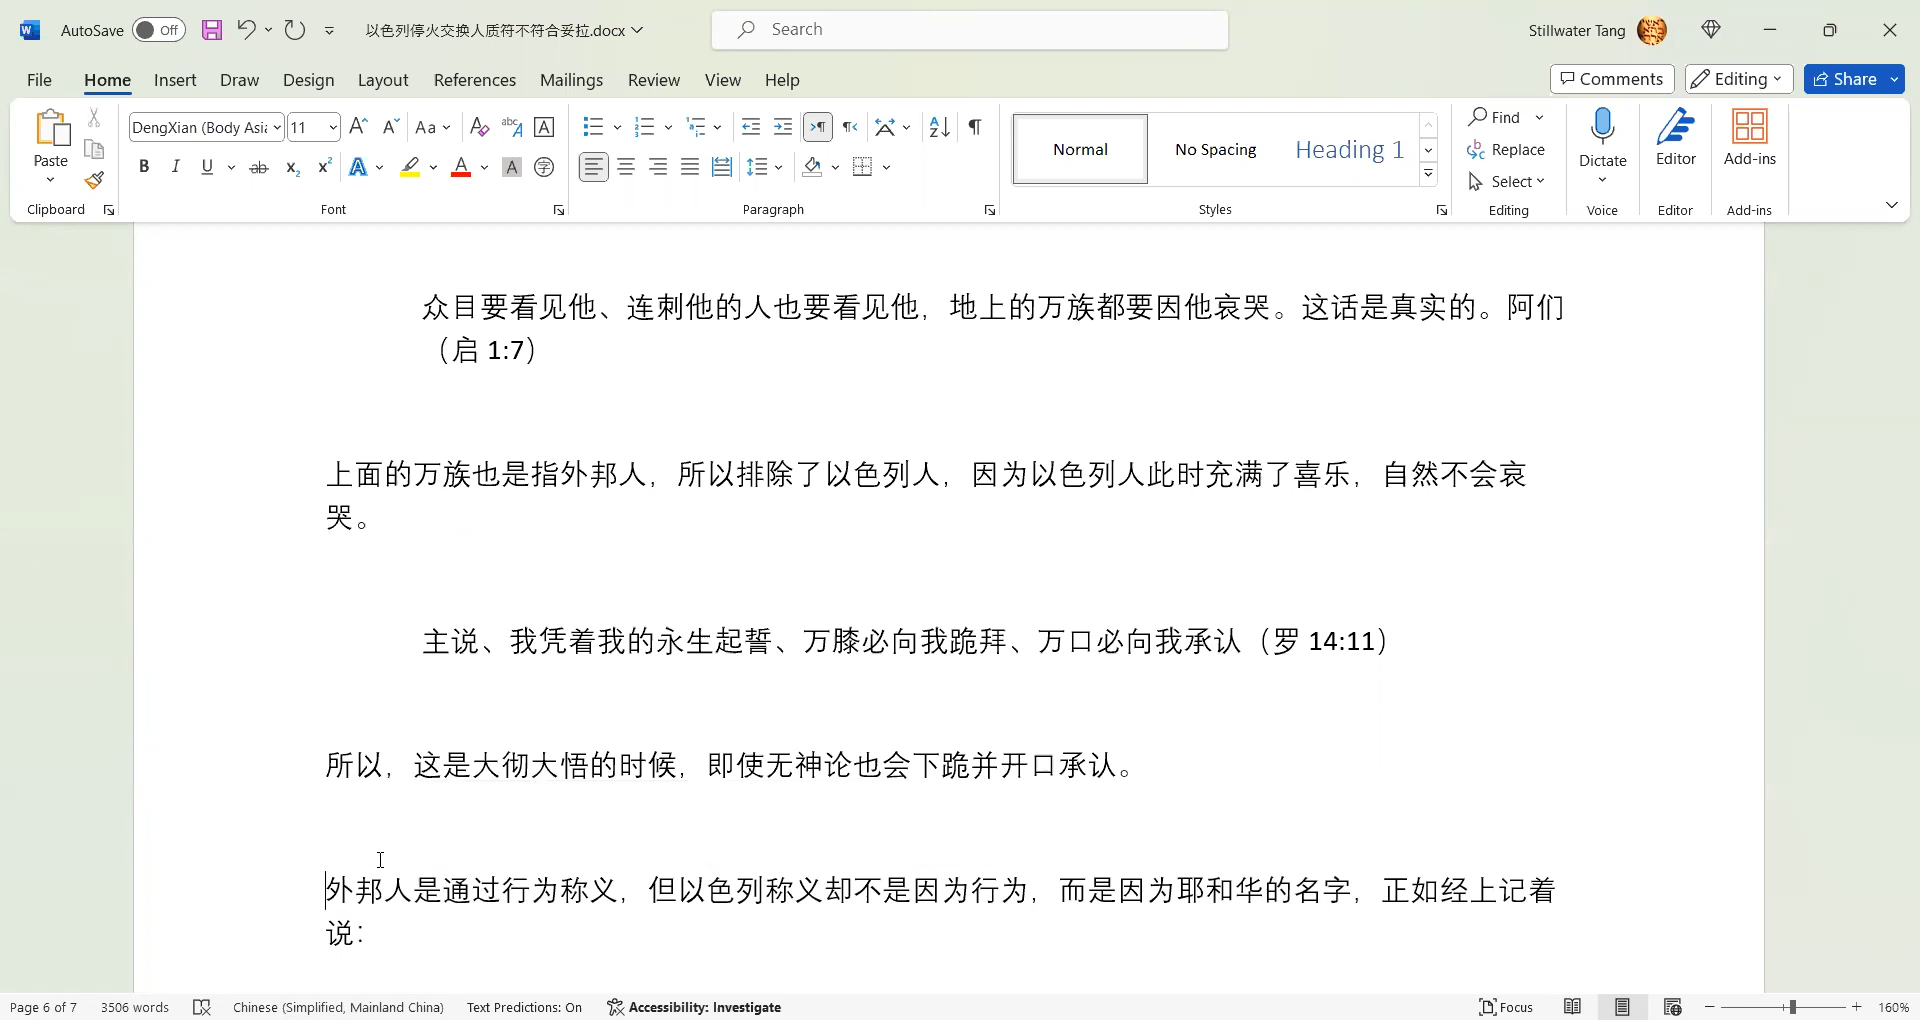 AutoSave Off 以色列停火交换人质符不符合妥拉.docx Search Stillwater Tang
File Home Insert Draw Design Layout References Mailings Review View Help Comments Editing Share
Paste DengXian (Body Asia 11 Aa Normal No Spacing Heading 1 Find Replace Select Dictate Editor Add-ins
Clipboard Font Paragraph Styles Editing Voice Editor Add-ins
众目要看见他、连刺他的人也要看见他，地上的万族都要因他哀哭。这话是真实的。阿们
（启 1:7）
上面的万族也是指外邦人，所以排除了以色列人，因为以色列人此时充满了喜乐，自然不会哀
哭。
主说、我凭着我的永生起誓、万膝必向我跪拜、万口必向我承认（罗 14:11）
所以，这是大彻大悟的时候，即使无神论也会下跪并开口承认。
外邦人是通过行为称义，但以色列称义却不是因为行为，而是因为耶和华的名字，正如经上记着
说：
Page 6 of 7 3506 words Chinese (Simplified, Mainland China) Text Predictions: On Accessibility: Investigate Focus 160%